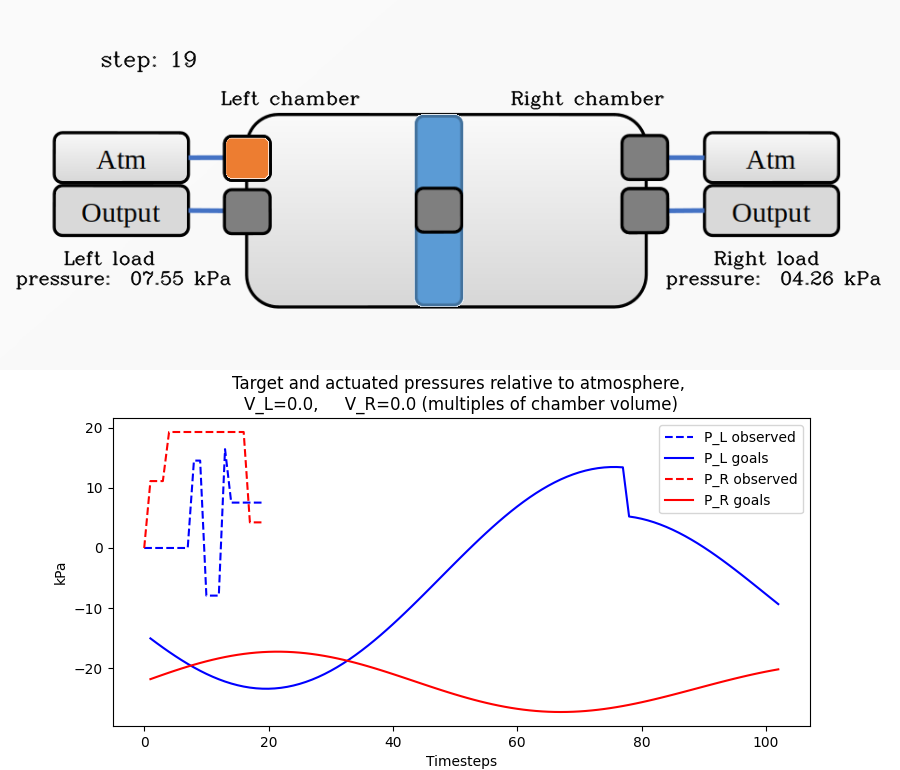 step: 19
Left chamber
Right chamber
Atm
Atm
Output
Output
Left load
pressure: 07.55 kPa
Right load
pressure: 04.26 kPa
Target and actuated pressures relative to atmosphere,
V_L=0.0, V_R=0.0 (multiples of chamber volume)
20
10
0
−10
−20
kPa
P_L observed
P_L goals
P_R observed
P_R goals
0 20 40 60 80 100
Timesteps